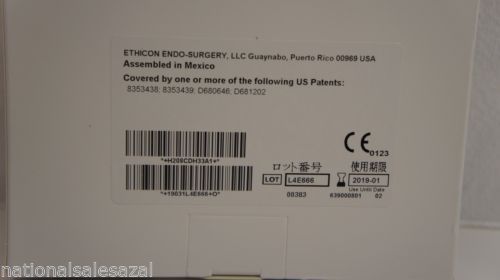 ETHICON ENDO-SURGERY, LLC Guaynabo, Puerto Rico 00969 USA
Assembled in Mexico
Covered by one or more of the following US Patents:
8353438; 8353439; D680646; D681202
*+H208CDH33A1+*
CE 0123
ロット番号 使用期限
LOT L4E666 2019-01
Use Until Date
*+19031L4E666+O*
00383 639000801 02
nationalsalesazal